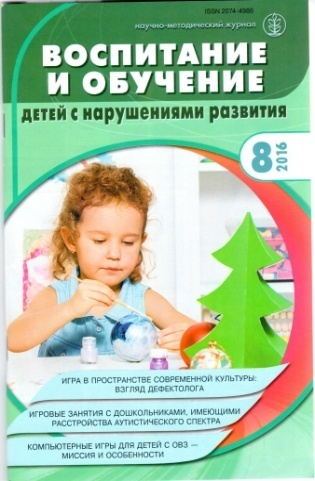 ISSN 2074-4986
НАУЧНО-МЕТОДИЧЕСКИЙ ЖУРНАЛ
ВОСПИТАНИЕ
И ОБУЧЕНИЕ
ДЕТЕЙ С НАРУШЕНИЯМИ РАЗВИТИЯ
8
2016
ИГРА В ПРОСТРАНСТВЕ СОВРЕМЕННОЙ КУЛЬТУРЫ:
ВЗГЛЯД ДЕФЕКТОЛОГА
ИГРОВЫЕ ЗАНЯТИЯ С ДОШКОЛЬНИКАМИ, ИМЕЮЩИМИ
РАССТРОЙСТВА АУТИСТИЧЕСКОГО СПЕКТРА
КОМПЬЮТЕРНЫЕ ИГРЫ ДЛЯ ДЕТЕЙ С ОВЗ —
МИССИЯ И ОСОБЕННОСТИ